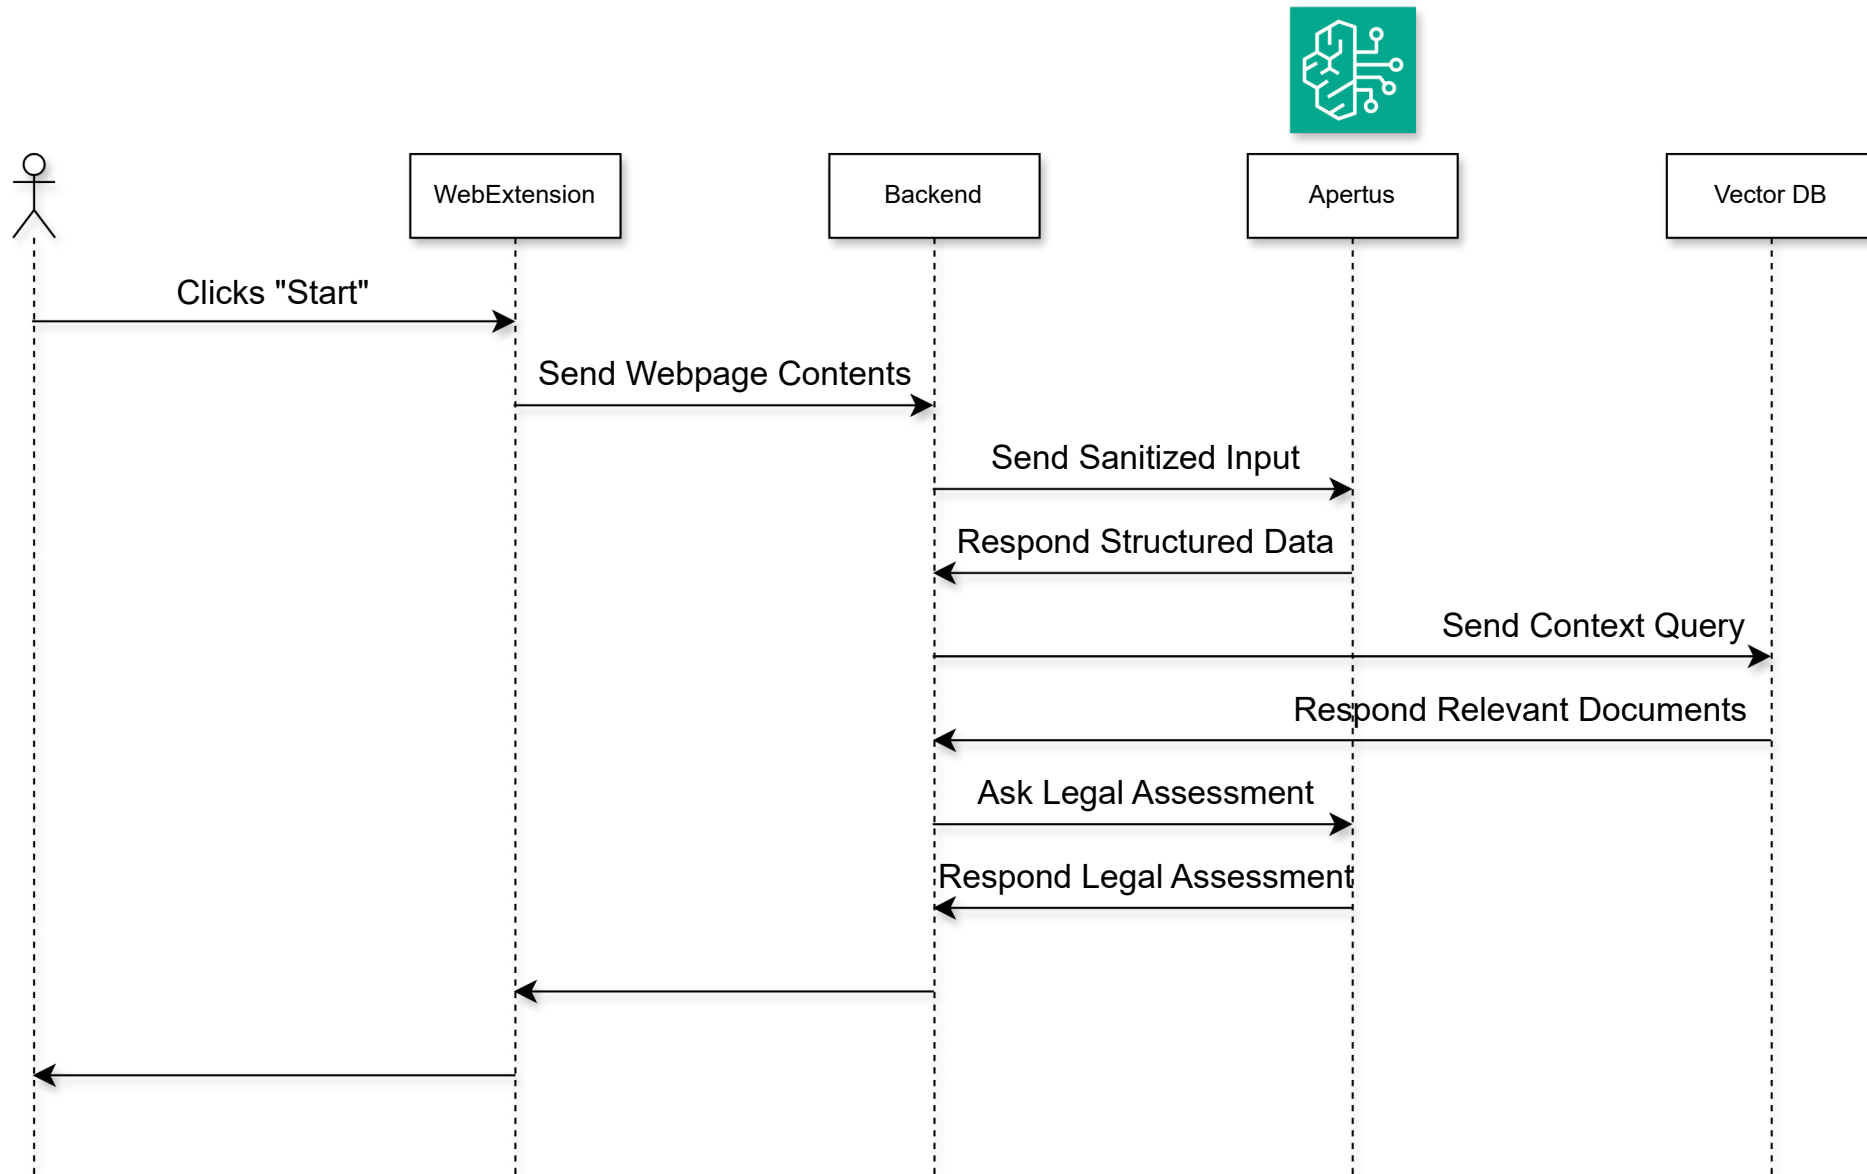 WebExtension
Backend
Apertus
Vector DB
Clicks "Start"
Send Webpage Contents
Send Sanitized Input
Respond Structured Data
Send Context Query
Respond Relevant Documents
Ask Legal Assessment
Respond Legal Assessment